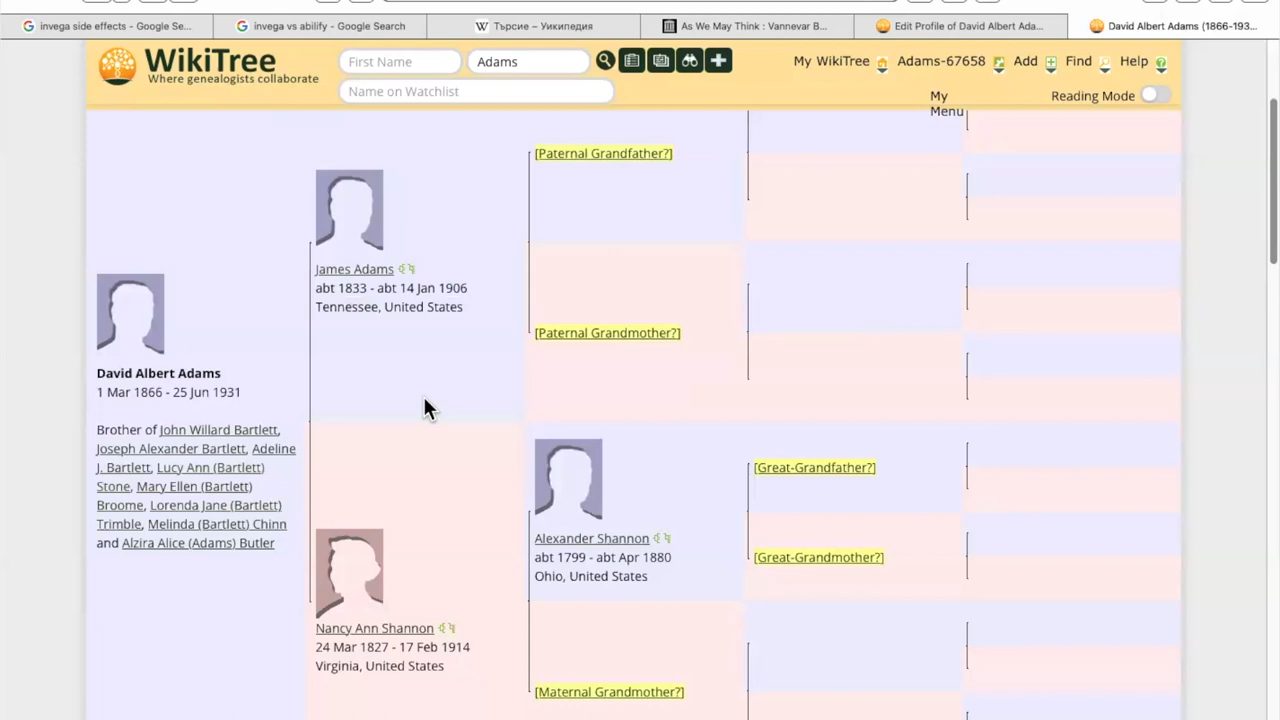 invega side effects - Google Se...
invega vs abilify - Google Search
Търсие – Уикипедия
As We May Think : Vannevar B...
Edit Profile of David Albert Ada...
David Albert Adams (1866-193...
WikiTree
Where genealogists collaborate
First Name
Adams
Name on Watchlist
My WikiTree
Adams-67658
Add
Find
Help
My
Menu
Reading Mode
[Paternal Grandfather?]
James Adams
abt 1833 - abt 14 Jan 1906
Tennessee, United States
[Paternal Grandmother?]
David Albert Adams
1 Mar 1866 - 25 Jun 1931
Brother of John Willard Bartlett,
Joseph Alexander Bartlett, Adeline
J. Bartlett, Lucy Ann (Bartlett)
Stone, Mary Ellen (Bartlett)
Broome, Lorenda Jane (Bartlett)
Trimble, Melinda (Bartlett) Chinn
and Alzira Alice (Adams) Butler
Alexander Shannon
abt 1799 - abt Apr 1880
Ohio, United States
[Great-Grandfather?]
[Great-Grandmother?]
Nancy Ann Shannon
24 Mar 1827 - 17 Feb 1914
Virginia, United States
[Maternal Grandmother?]